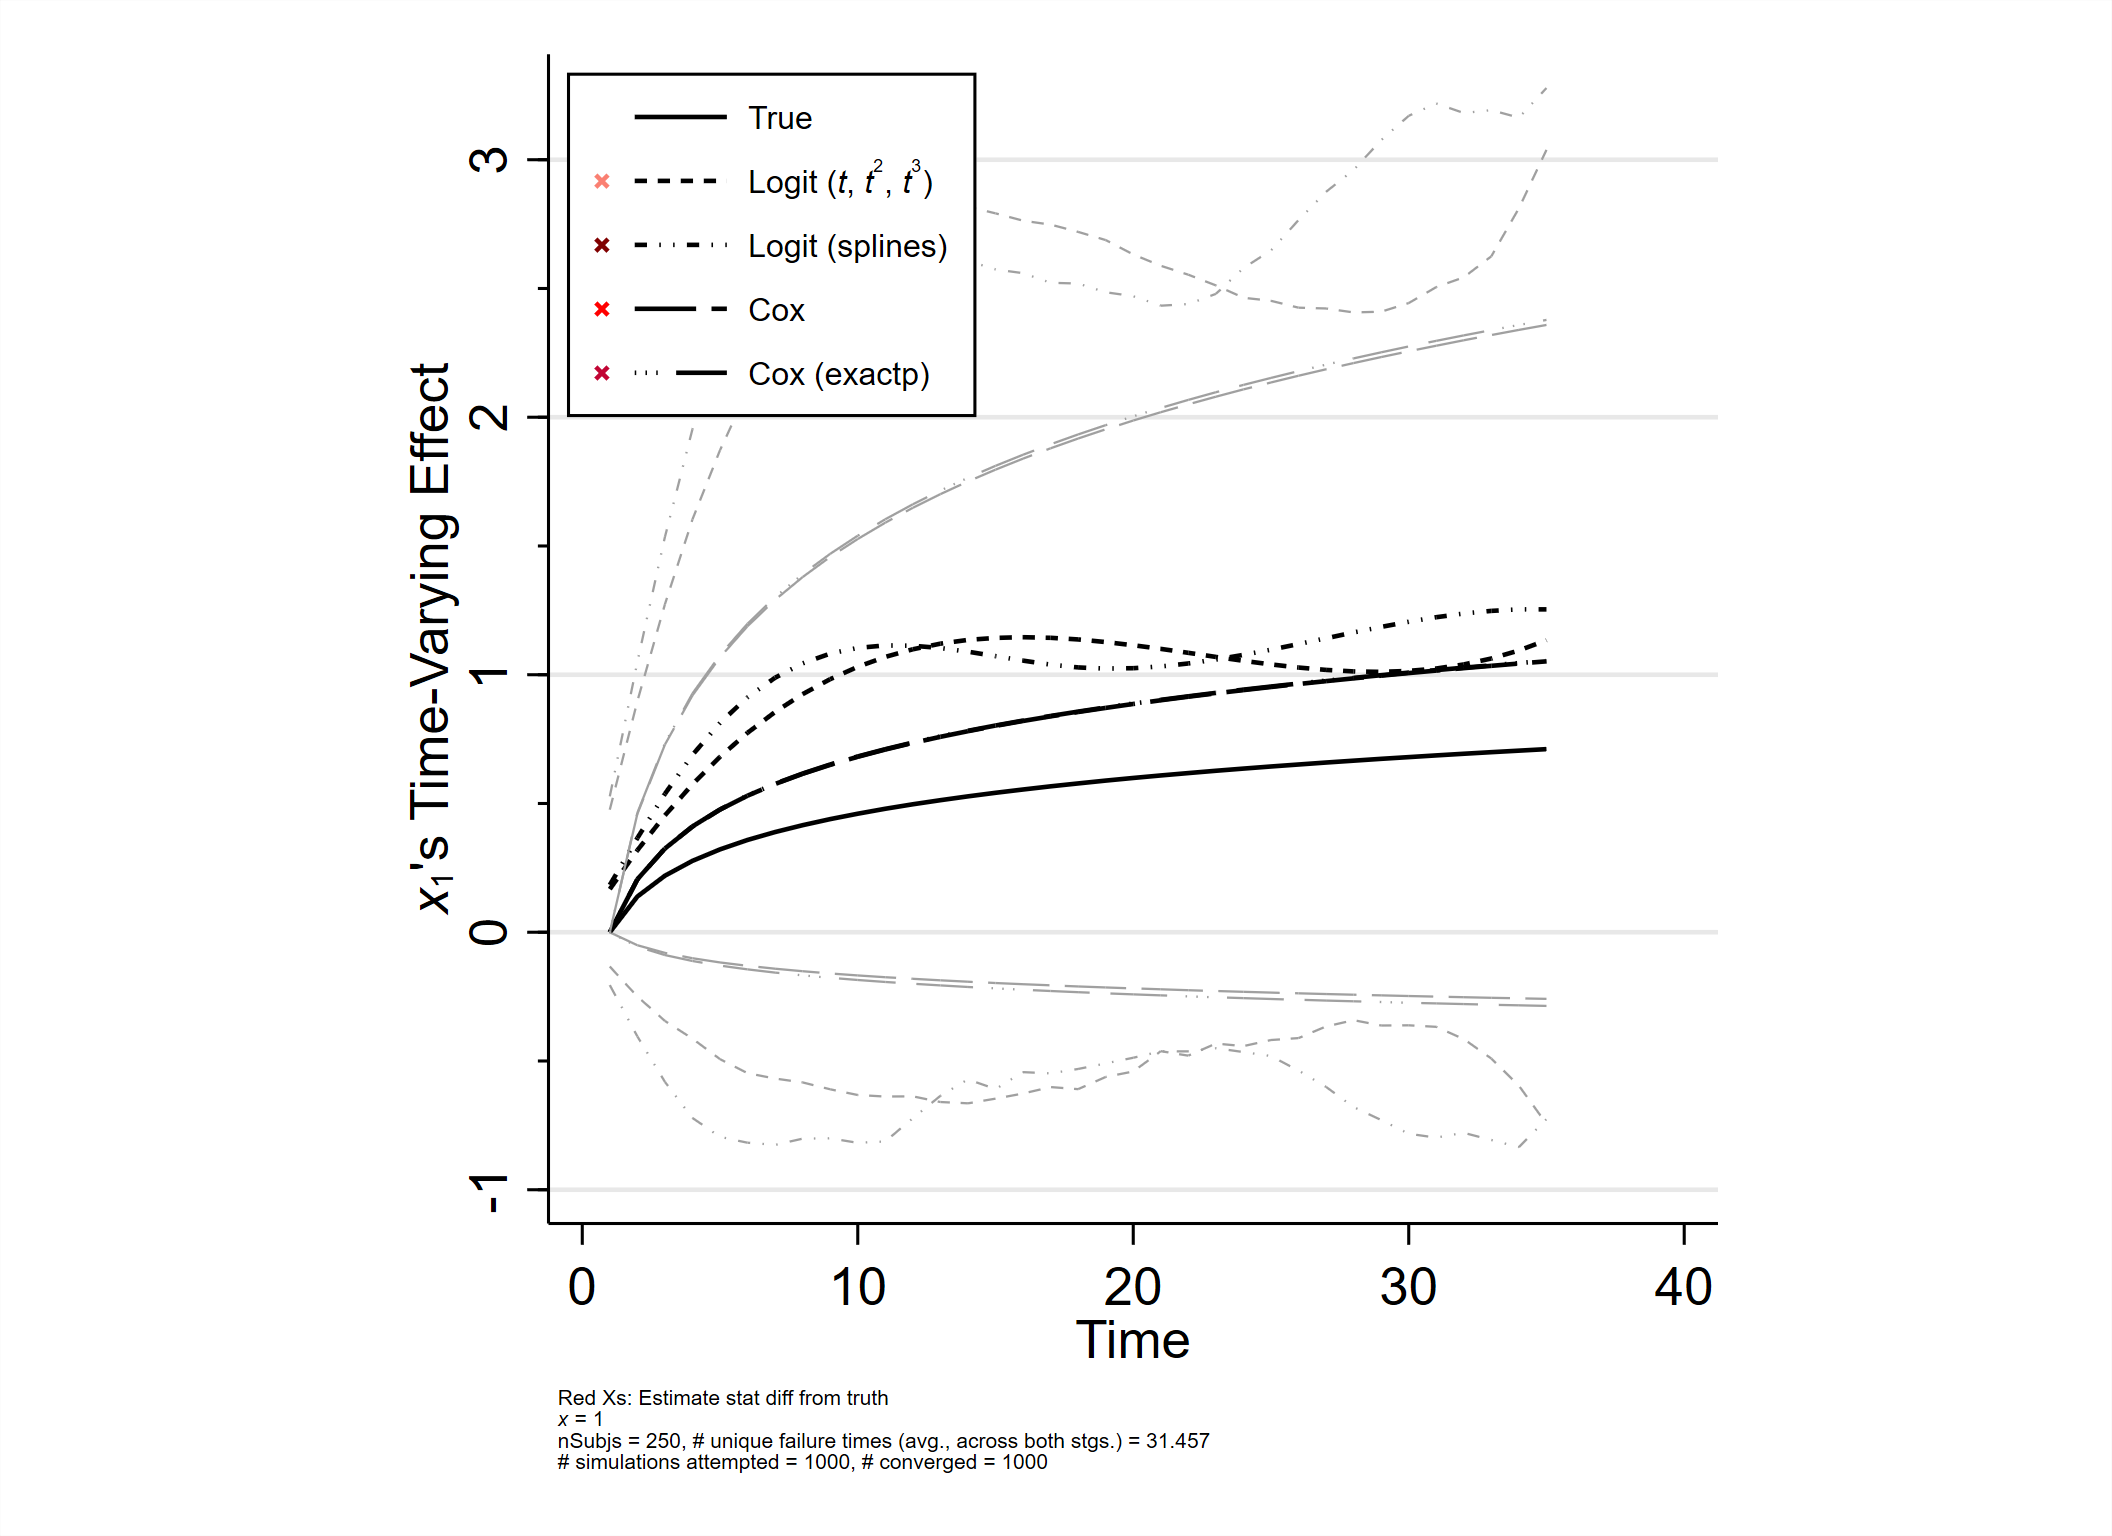 True
Logit (t, t², t³)
Logit (splines)
Cox
Cox (exactp)
x₁'s Time-Varying Effect
3
2
1
0
-1
0 10 20 30 40
Time
Red Xs: Estimate stat diff from truth
x = 1
nSubjs = 250, # unique failure times (avg., across both stgs.) = 31.457
# simulations attempted = 1000, # converged = 1000